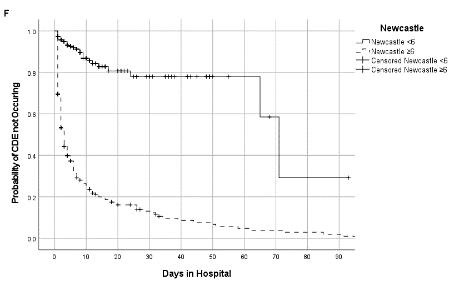 F
Newcastle
Newcastle <6
Newcastle ≥6
Censored Newcastle <6
Censored Newcastle ≥6
Probability of CDE not Occuring
1.0
0.8
0.6
0.4
0.2
0.0
0 10 20 30 40 50 60 70 80 90
Days in Hospital